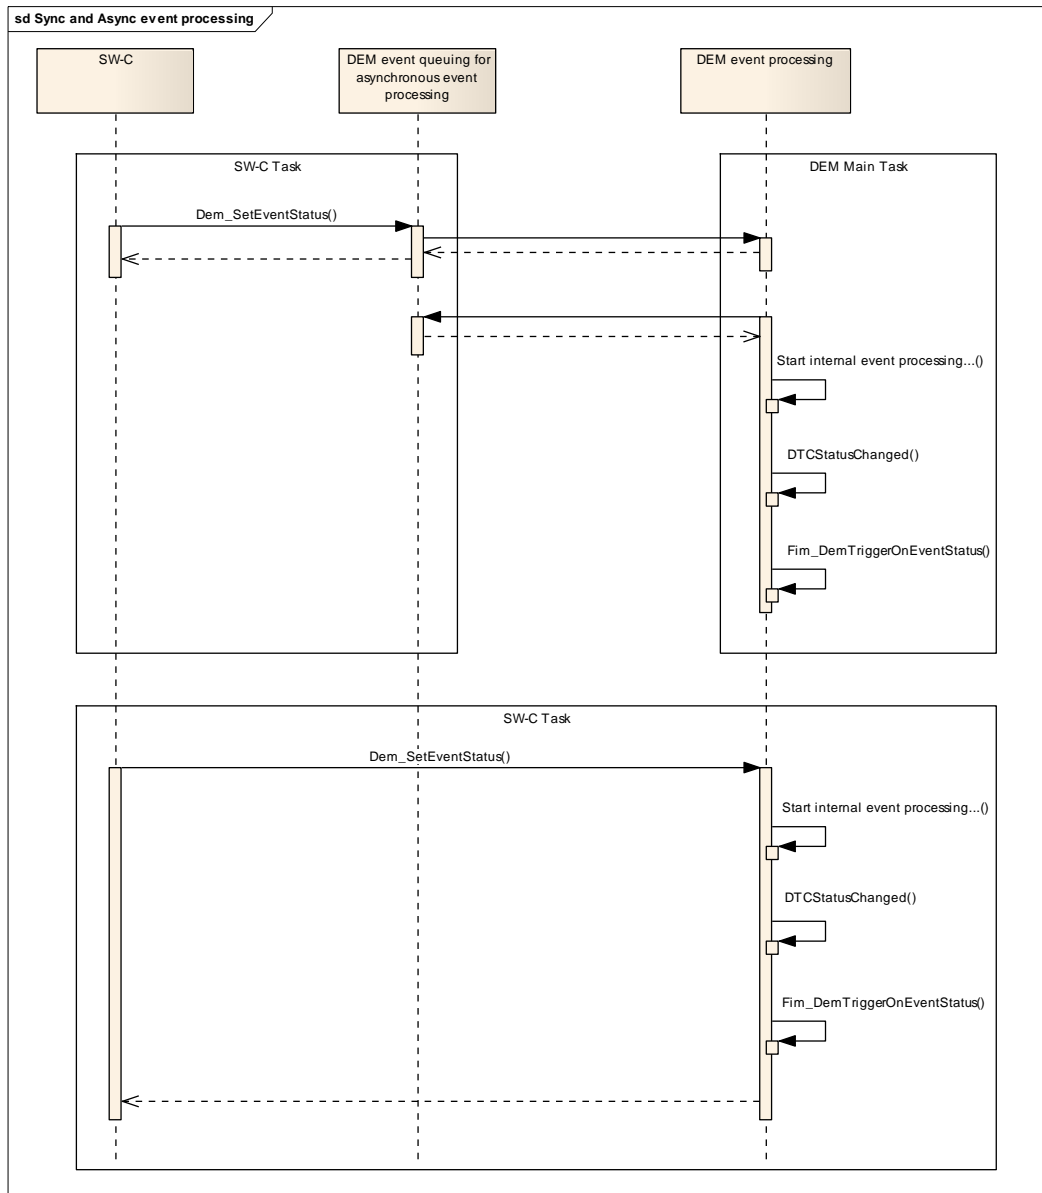 sd Sync and Async event processing
SW-C
DEM event queuing for
asynchronous event
processing
DEM event processing
SW-C Task
DEM Main Task
Dem_SetEventStatus()
Start internal event processing...()
DTCStatusChanged()
Fim_DemTriggerOnEventStatus()
SW-C Task
Dem_SetEventStatus()
Start internal event processing...()
DTCStatusChanged()
Fim_DemTriggerOnEventStatus()